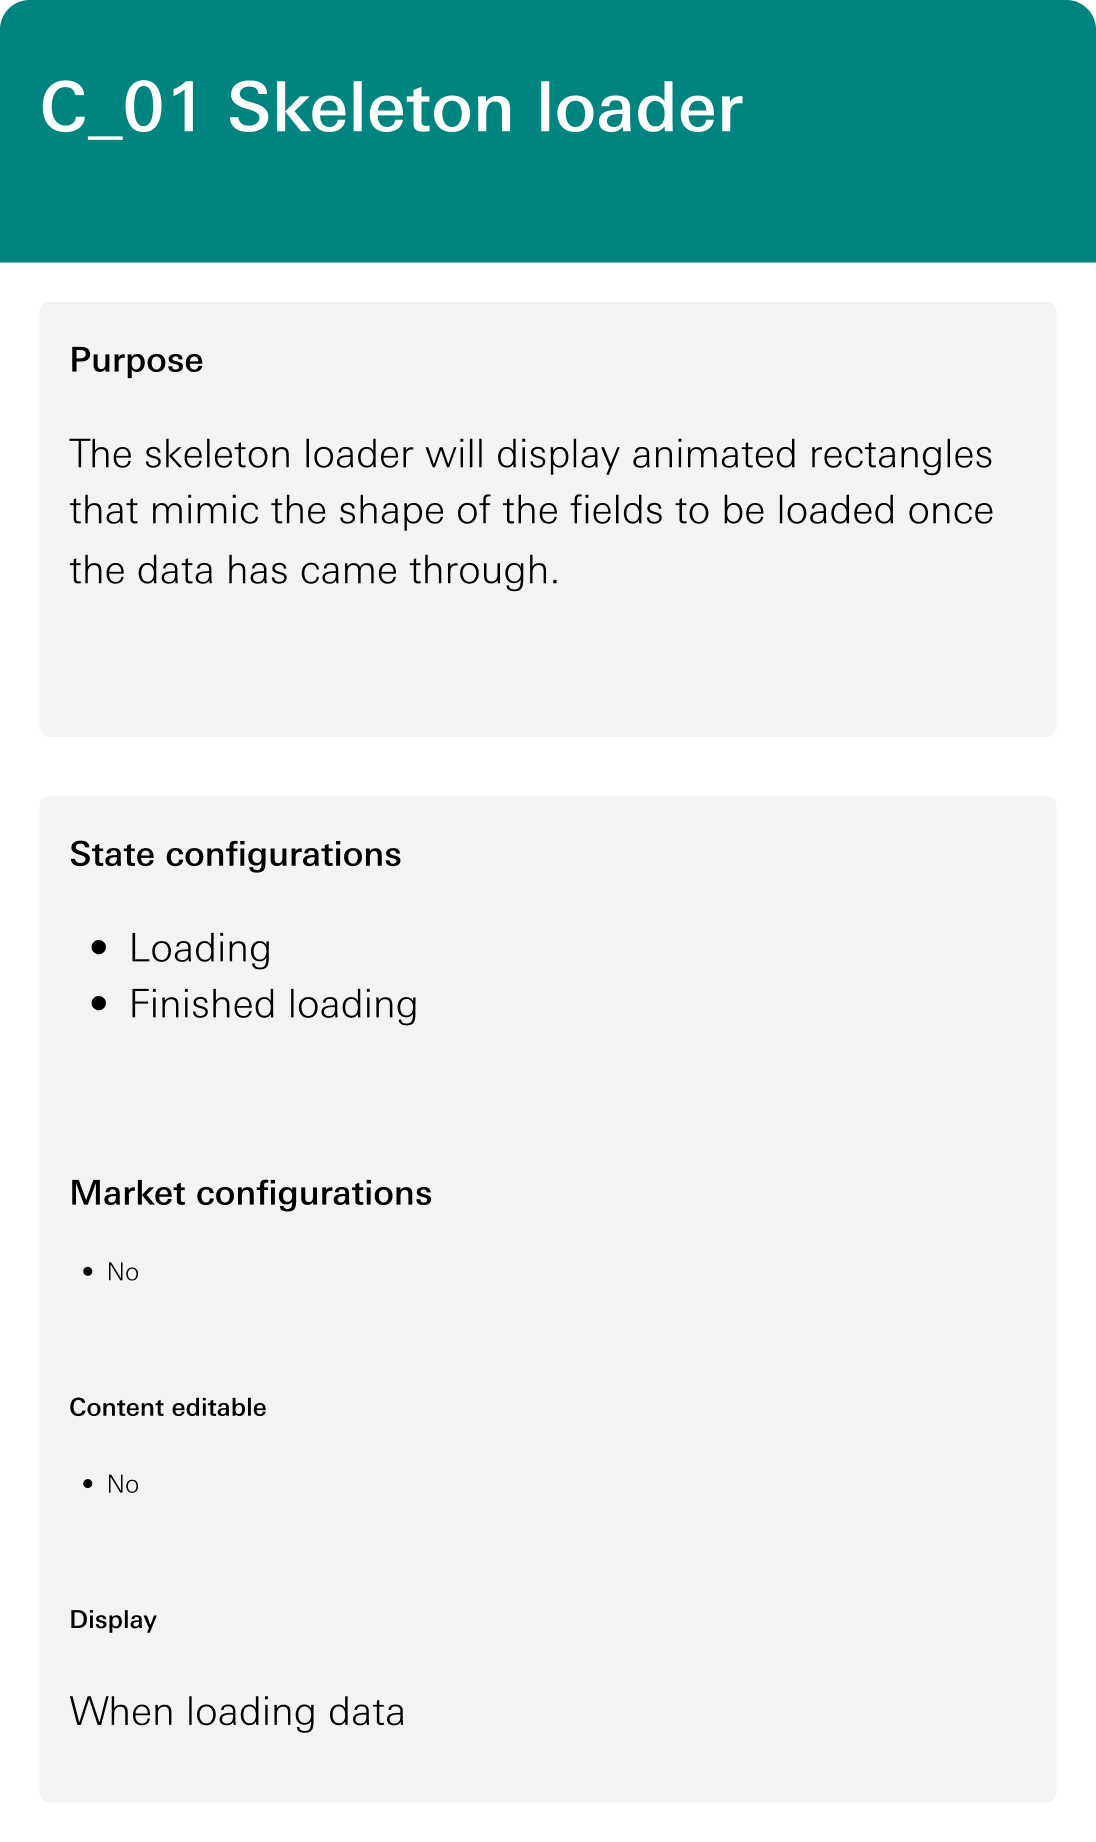 C_01 Skeleton loader
Purpose
The skeleton loader will display animated rectangles
that mimic the shape of the fields to be loaded once
the data has came through.
State configurations
• Loading
• Finished loading
Market configurations
• No
Content editable
• No
Display
When loading data